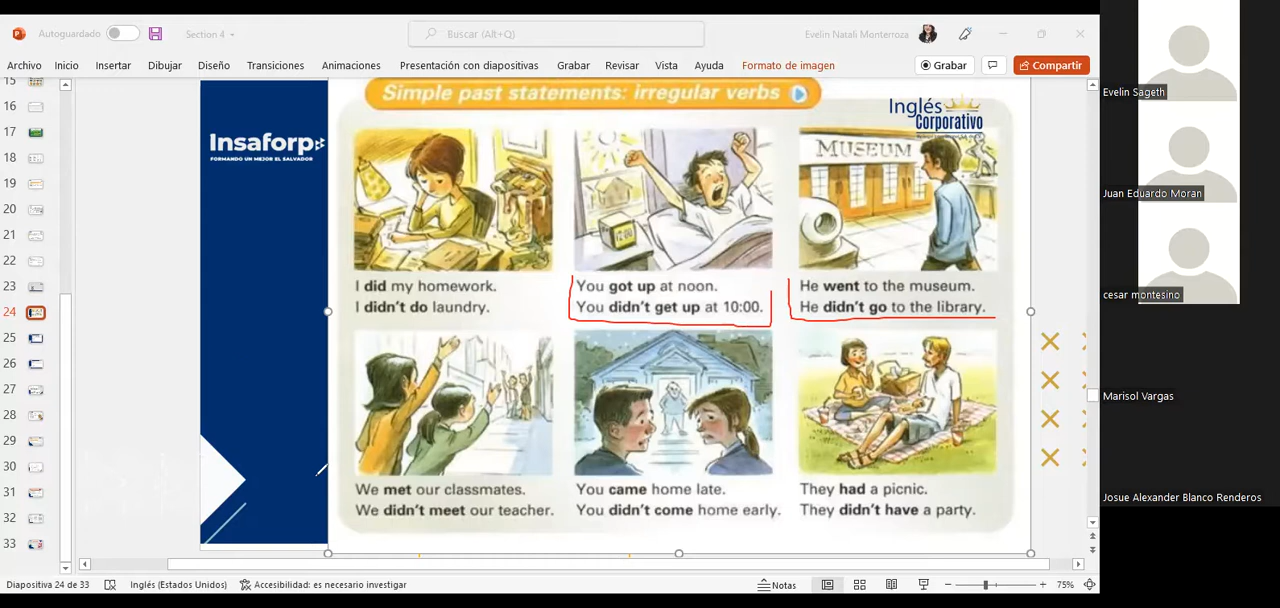 Autoguardado
Section 4
Buscar (Alt+Q)
Evelin Natali Monterroza
Archivo Inicio Insertar Dibujar Diseño Transiciones Animaciones Presentación con diapositivas Grabar Revisar Vista Ayuda Formato de imagen
Grabar
Compartir
15
16
17
18
19
20
21
22
23
24
25
26
27
28
29
30
31
32
33
Insaforp
FORMANDO UN MEJOR EL SALVADOR
Simple past statements: irregular verbs
Inglés
Corporativo
MUSEUM
I did my homework.
I didn't do laundry.
You got up at noon.
You didn't get up at 10:00.
He went to the museum.
He didn't go to the library.
We met our classmates.
We didn't meet our teacher.
You came home late.
You didn't come home early.
They had a picnic.
They didn't have a party.
Evelin Sageth
Juan Eduardo Moran
cesar montesino
Marisol Vargas
Josue Alexander Blanco Renderos
Diapositiva 24 de 33
Inglés (Estados Unidos)
Accesibilidad: es necesario investigar
Notas
75%